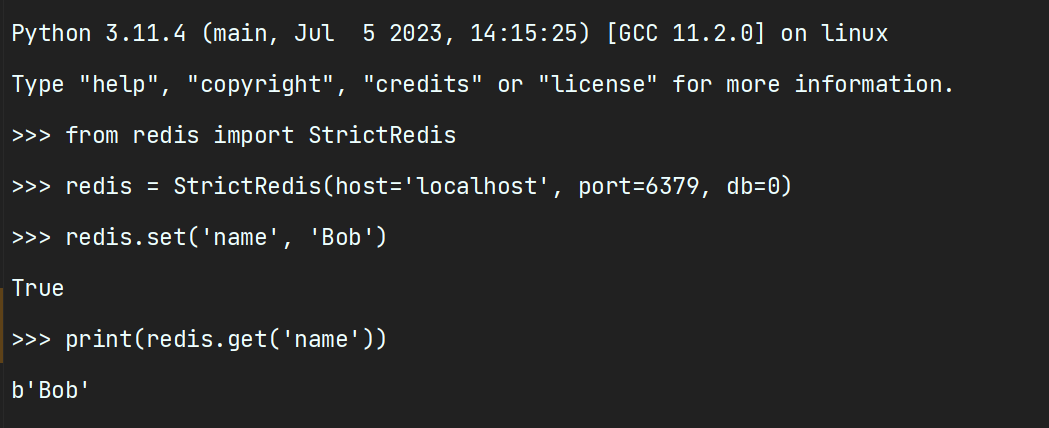 Python 3.11.4 (main, Jul  5 2023, 14:15:25) [GCC 11.2.0] on linux
Type "help", "copyright", "credits" or "license" for more information.
>>> from redis import StrictRedis
>>> redis = StrictRedis(host='localhost', port=6379, db=0)
>>> redis.set('name', 'Bob')
True
>>> print(redis.get('name'))
b'Bob'